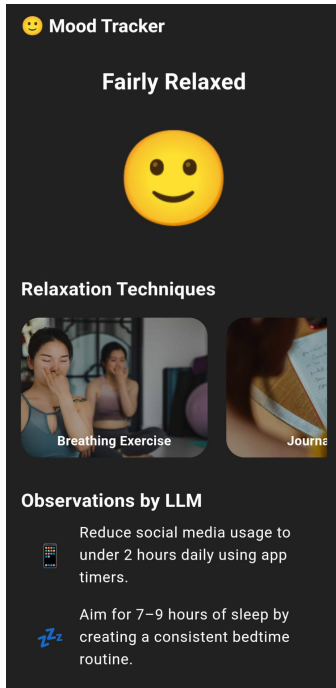 Mood Tracker
Fairly Relaxed
Relaxation Techniques
Breathing Exercise
Journa
Observations by LLM
Reduce social media usage to
under 2 hours daily using app
timers.
Aim for 7–9 hours of sleep by
creating a consistent bedtime
routine.